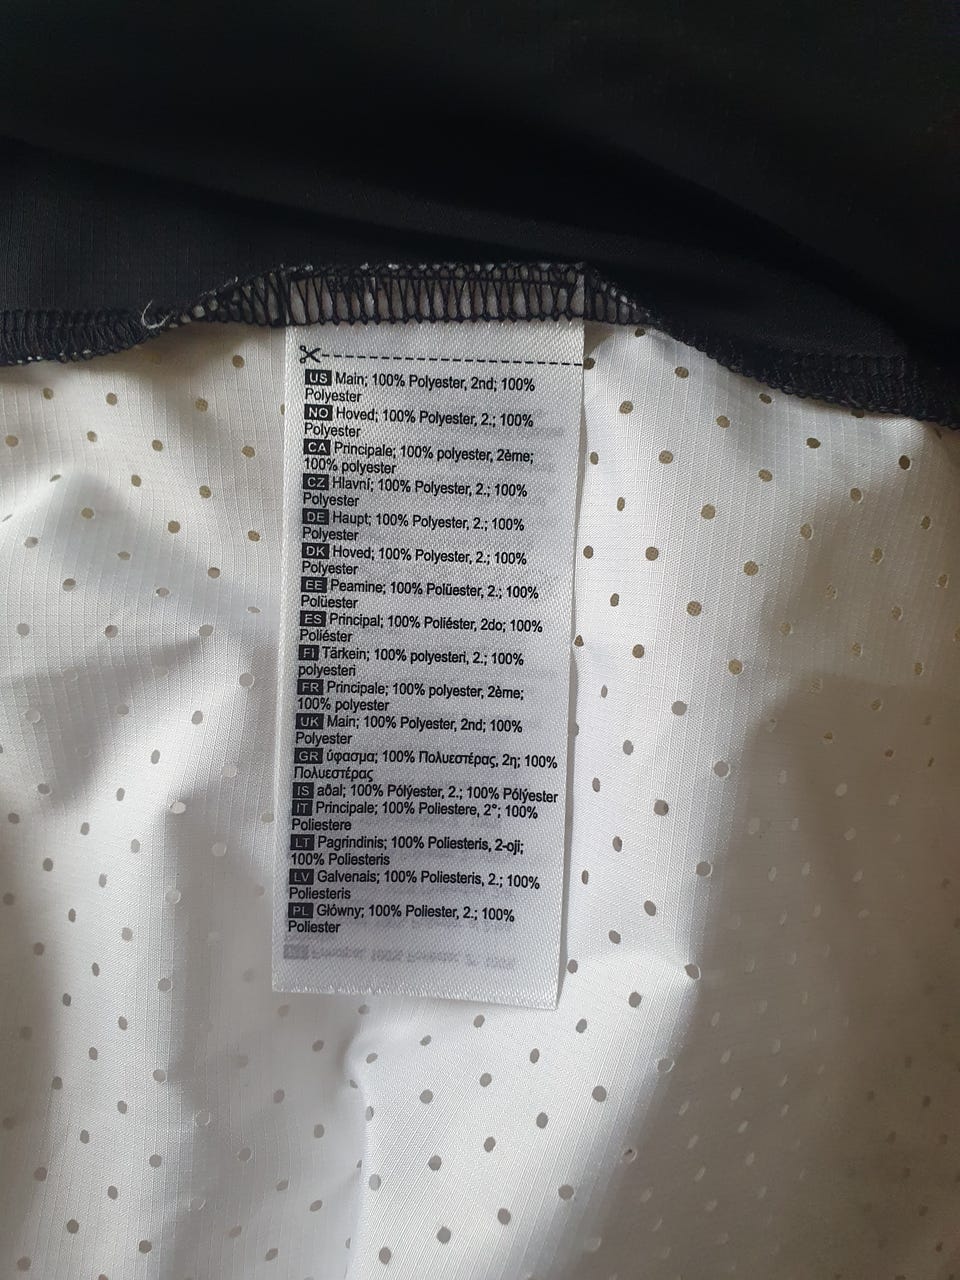 US Main; 100% Polyester, 2nd; 100%
Polyester
NO Hoved; 100% Polyester, 2.; 100%
Polyester
CA Principale; 100% polyester, 2ème;
100% polyester
CZ Hlavní; 100% Polyester, 2.; 100%
Polyester
DE Haupt; 100% Polyester, 2.; 100%
Polyester
DK Hoved; 100% Polyester, 2.; 100%
Polyester
EE Peamine; 100% Polüester, 2.; 100%
Polüester
ES Principal; 100% Poliéster, 2do; 100%
Poliéster
FI Tärkein; 100% polyesteri, 2.; 100%
polyesteri
FR Principale; 100% polyester, 2ème;
100% polyester
UK Main; 100% Polyester, 2nd; 100%
Polyester
GR ύφασμα; 100% Πολυεστέρας, 2η; 100%
Πολυεστέρας
IS aðal; 100% Pólýester, 2.; 100% Pólýester
IT Principale; 100% Poliestere, 2°; 100%
Poliestere
LT Pagrindinis; 100% Poliesteris, 2-oji;
100% Poliesteris
LV Galvenais; 100% Poliesteris, 2.; 100%
Poliesteris
PL Główny; 100% Poliester, 2.; 100%
Poliester